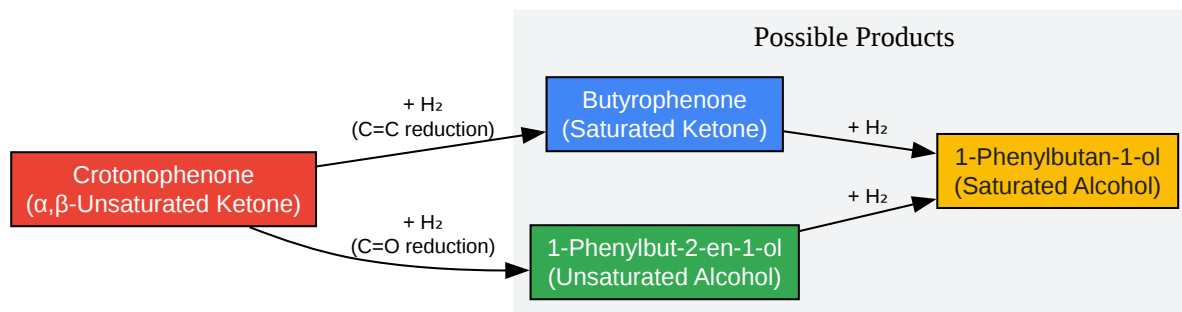 Possible Products
Crotonophenone
(α,β-Unsaturated Ketone)
+ H₂
(C=C reduction)
Butyrophenone
(Saturated Ketone)
+ H₂
+ H₂
(C=O reduction)
1-Phenylbut-2-en-1-ol
(Unsaturated Alcohol)
+ H₂
1-Phenylbutan-1-ol
(Saturated Alcohol)